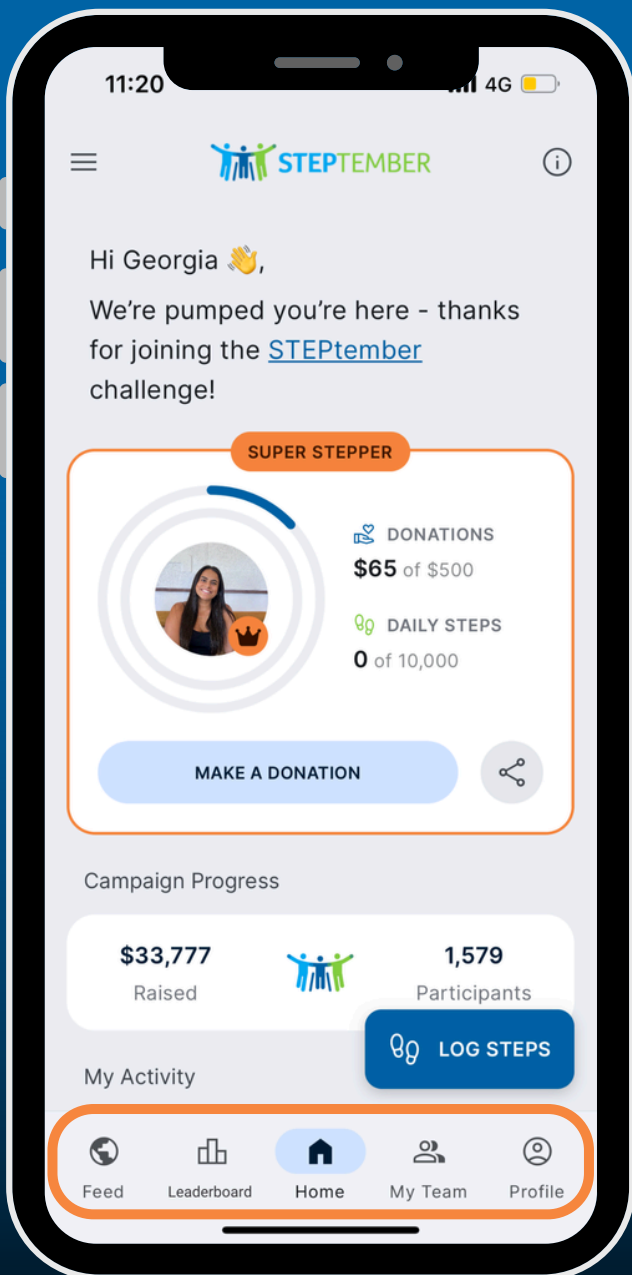 11:20
4G
STEPTEMBER
Hi Georgia 👋,
We’re pumped you’re here - thanks
for joining the STEPtember
challenge!
SUPER STEPPER
DONATIONS
$65 of $500
DAILY STEPS
0 of 10,000
MAKE A DONATION
Campaign Progress
$33,777
Raised
1,579
Participants
LOG STEPS
My Activity
Feed
Leaderboard
Home
My Team
Profile